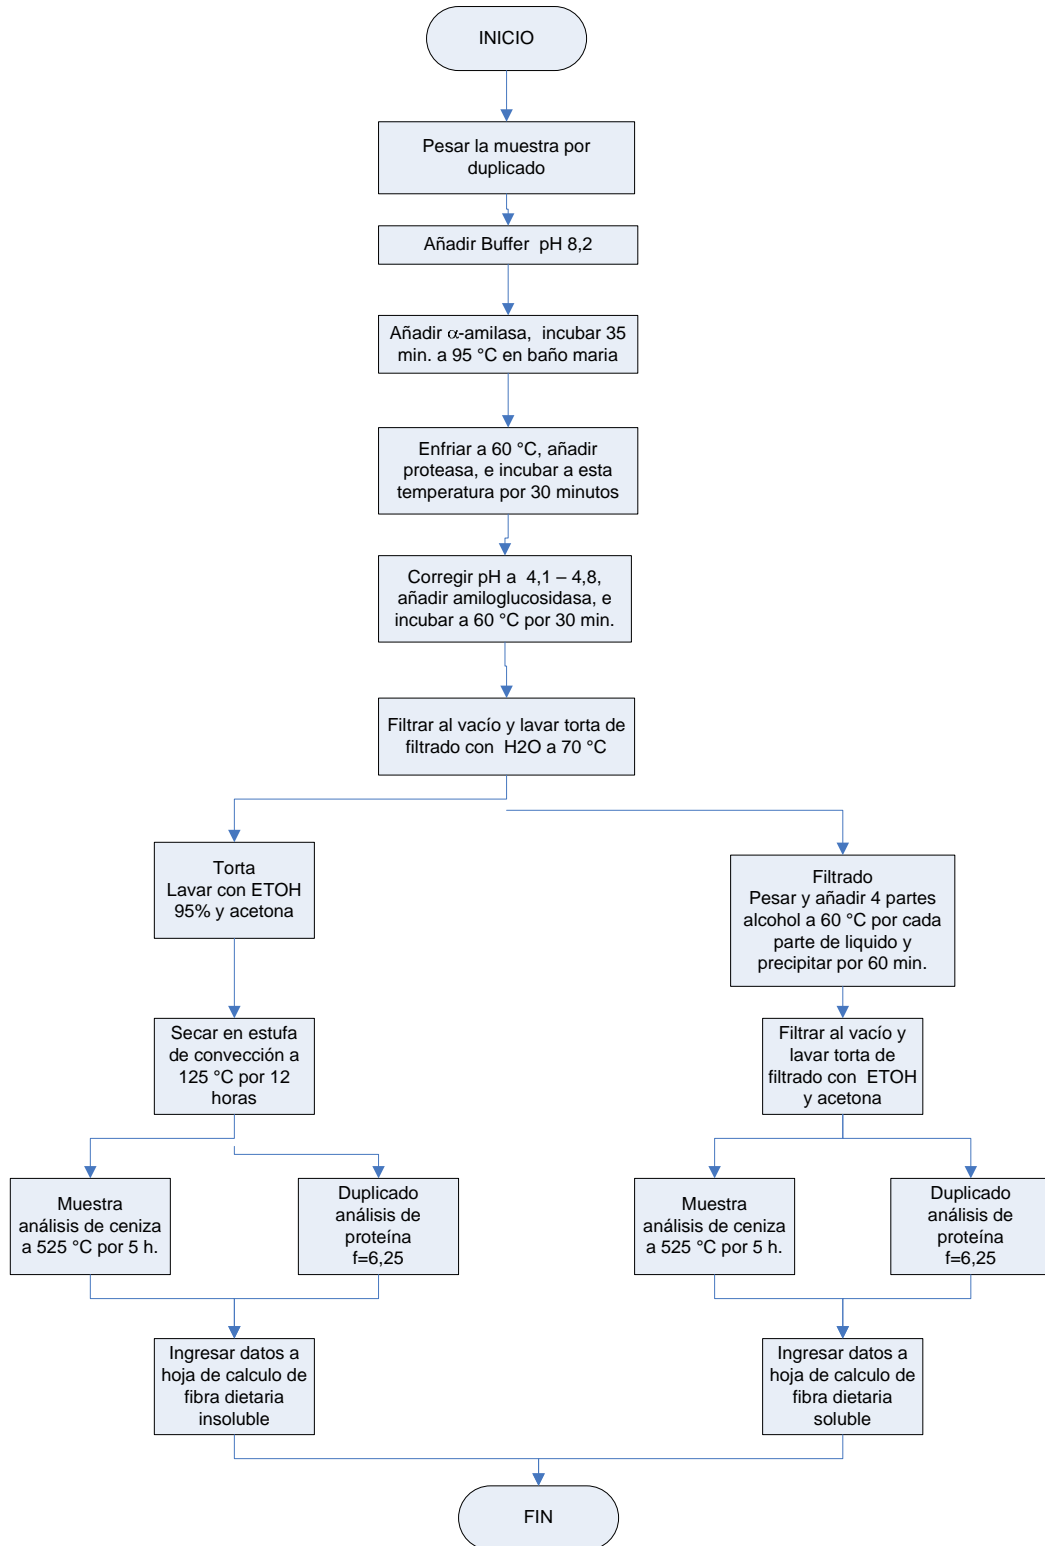 INICIO
Pesar la muestra por
duplicado
Añadir Buffer pH 8,2
Añadir α-amilasa, incubar 35
min. a 95 °C en baño maria
Enfriar a 60 °C, añadir
proteasa, e incubar a esta
temperatura por 30 minutos
Corregir pH a 4,1 – 4,8,
añadir amiloglucosidasa, e
incubar a 60 °C por 30 min.
Filtrar al vacío y lavar torta de
filtrado con H2O a 70 °C
Torta
Lavar con ETOH
95% y acetona
Filtrado
Pesar y añadir 4 partes
alcohol a 60 °C por cada
parte de liquido y
precipitar por 60 min.
Secar en estufa
de convección a
125 °C por 12
horas
Filtrar al vacío y
lavar torta de
filtrado con ETOH
y acetona
Muestra
análisis de ceniza
a 525 °C por 5 h.
Duplicado
análisis de
proteína
f=6,25
Muestra
análisis de ceniza
a 525 °C por 5 h.
Duplicado
análisis de
proteína
f=6,25
Ingresar datos a
hoja de calculo de
fibra dietaria
insoluble
Ingresar datos a
hoja de calculo de
fibra dietaria
soluble
FIN